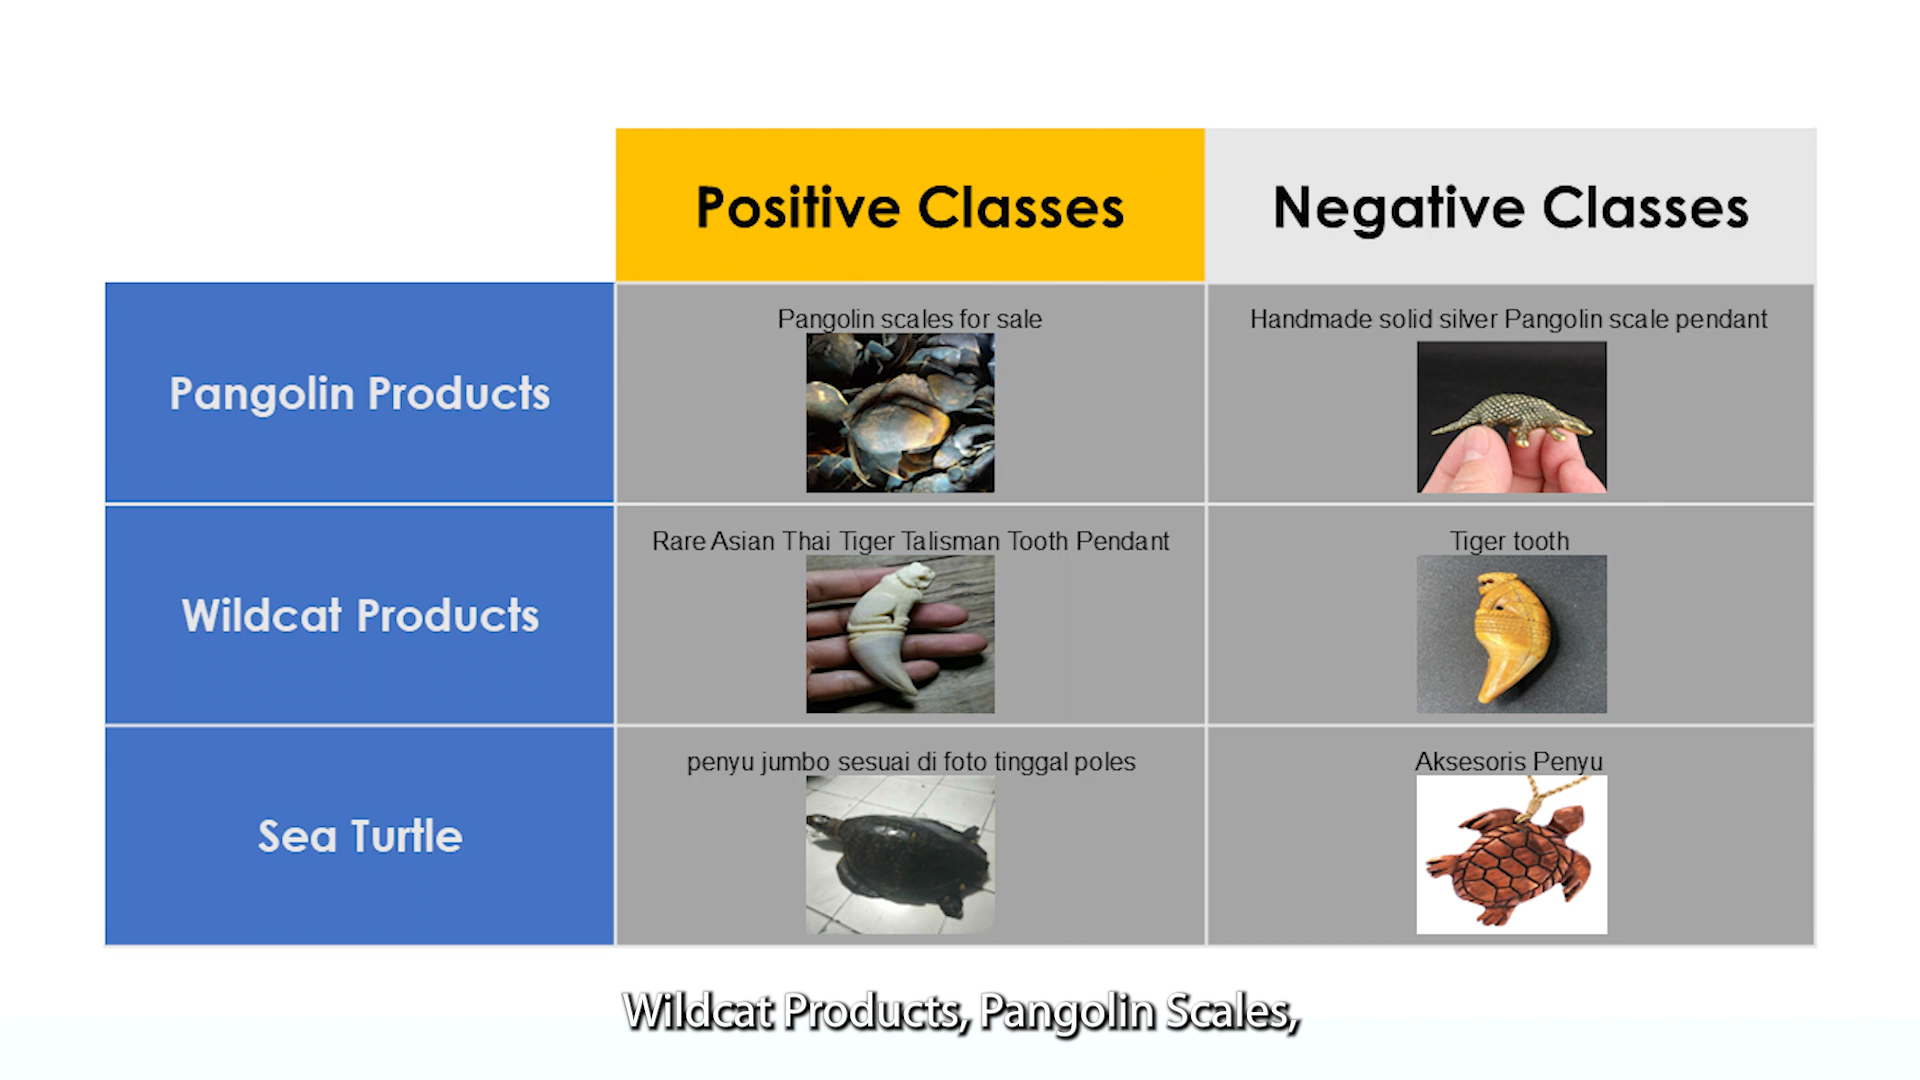 Positive Classes
Negative Classes
Pangolin Products
Pangolin scales for sale
Handmade solid silver Pangolin scale pendant
Wildcat Products
Rare Asian Thai Tiger Talisman Tooth Pendant
Tiger tooth
Sea Turtle
penyu jumbo sesuai di foto tinggal poles
Aksesoris Penyu
Wildcat Products, Pangolin Scales,